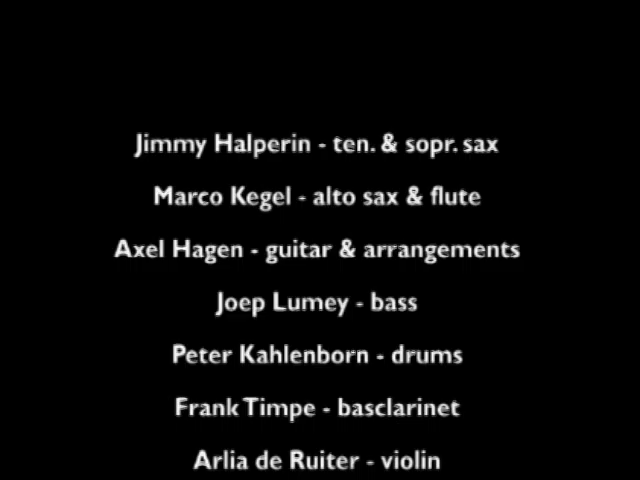 Jimmy Halperin - ten. & sopr. sax
Marco Kegel - alto sax & flute
Axel Hagen - guitar & arrangements
Joep Lumey - bass
Peter Kahlenborn - drums
Frank Timpe - basclarinet
Arlia de Ruiter - violin